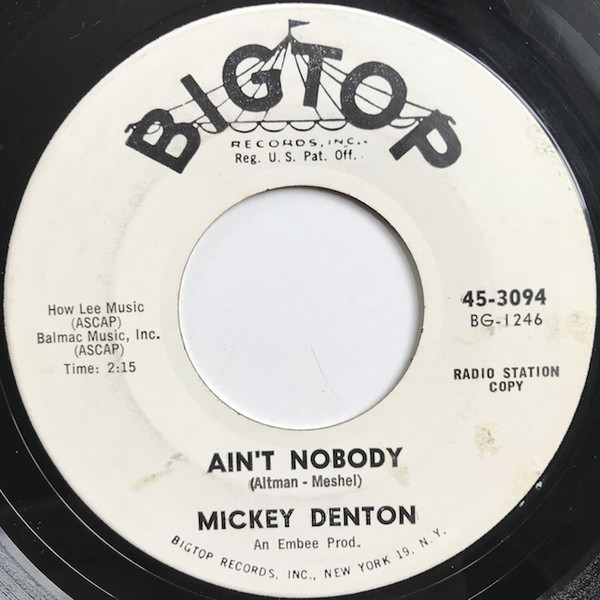 BIGTOP
RECORDS, INC.
Reg. U.S. Pat. Off.
How Lee Music
(ASCAP)
Balmac Music, Inc.
(ASCAP)
Time: 2:15
45-3094
BG-1246
RADIO STATION
COPY
AIN'T NOBODY
(Altman - Meshel)
MICKEY DENTON
An Embee Prod.
BIGTOP RECORDS, INC., NEW YORK 19, N.Y.